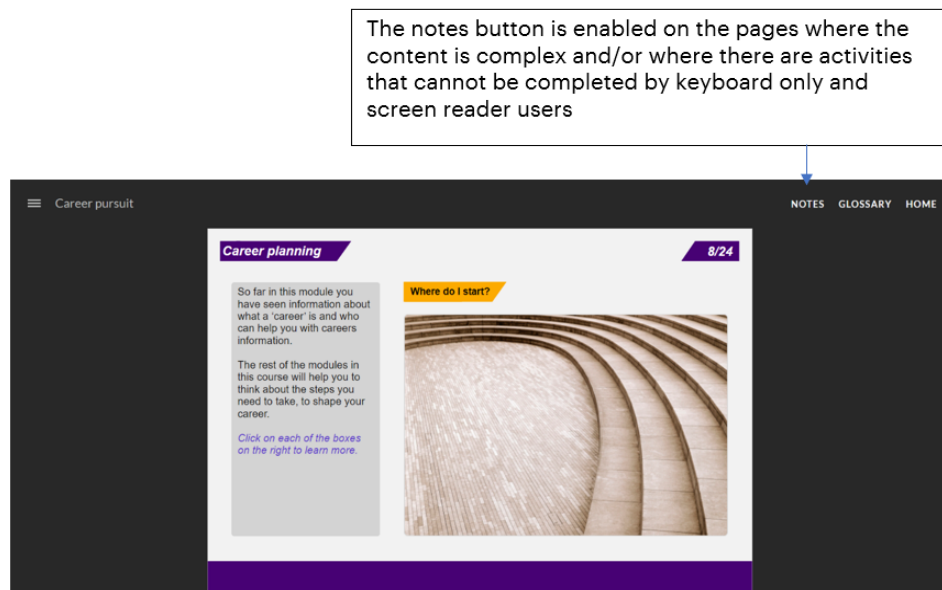 The notes button is enabled on the pages where the
content is complex and/or where there are activities
that cannot be completed by keyboard only and
screen reader users
Career pursuit
NOTES GLOSSARY HOME
Career planning
8/24
So far in this module you
have seen information about
what a ‘career’ is and who
can help you with careers
information.
The rest of the modules in
this course will help you to
think about the steps you
need to take, to shape your
career.
Click on each of the boxes
on the right to learn more.
Where do I start?